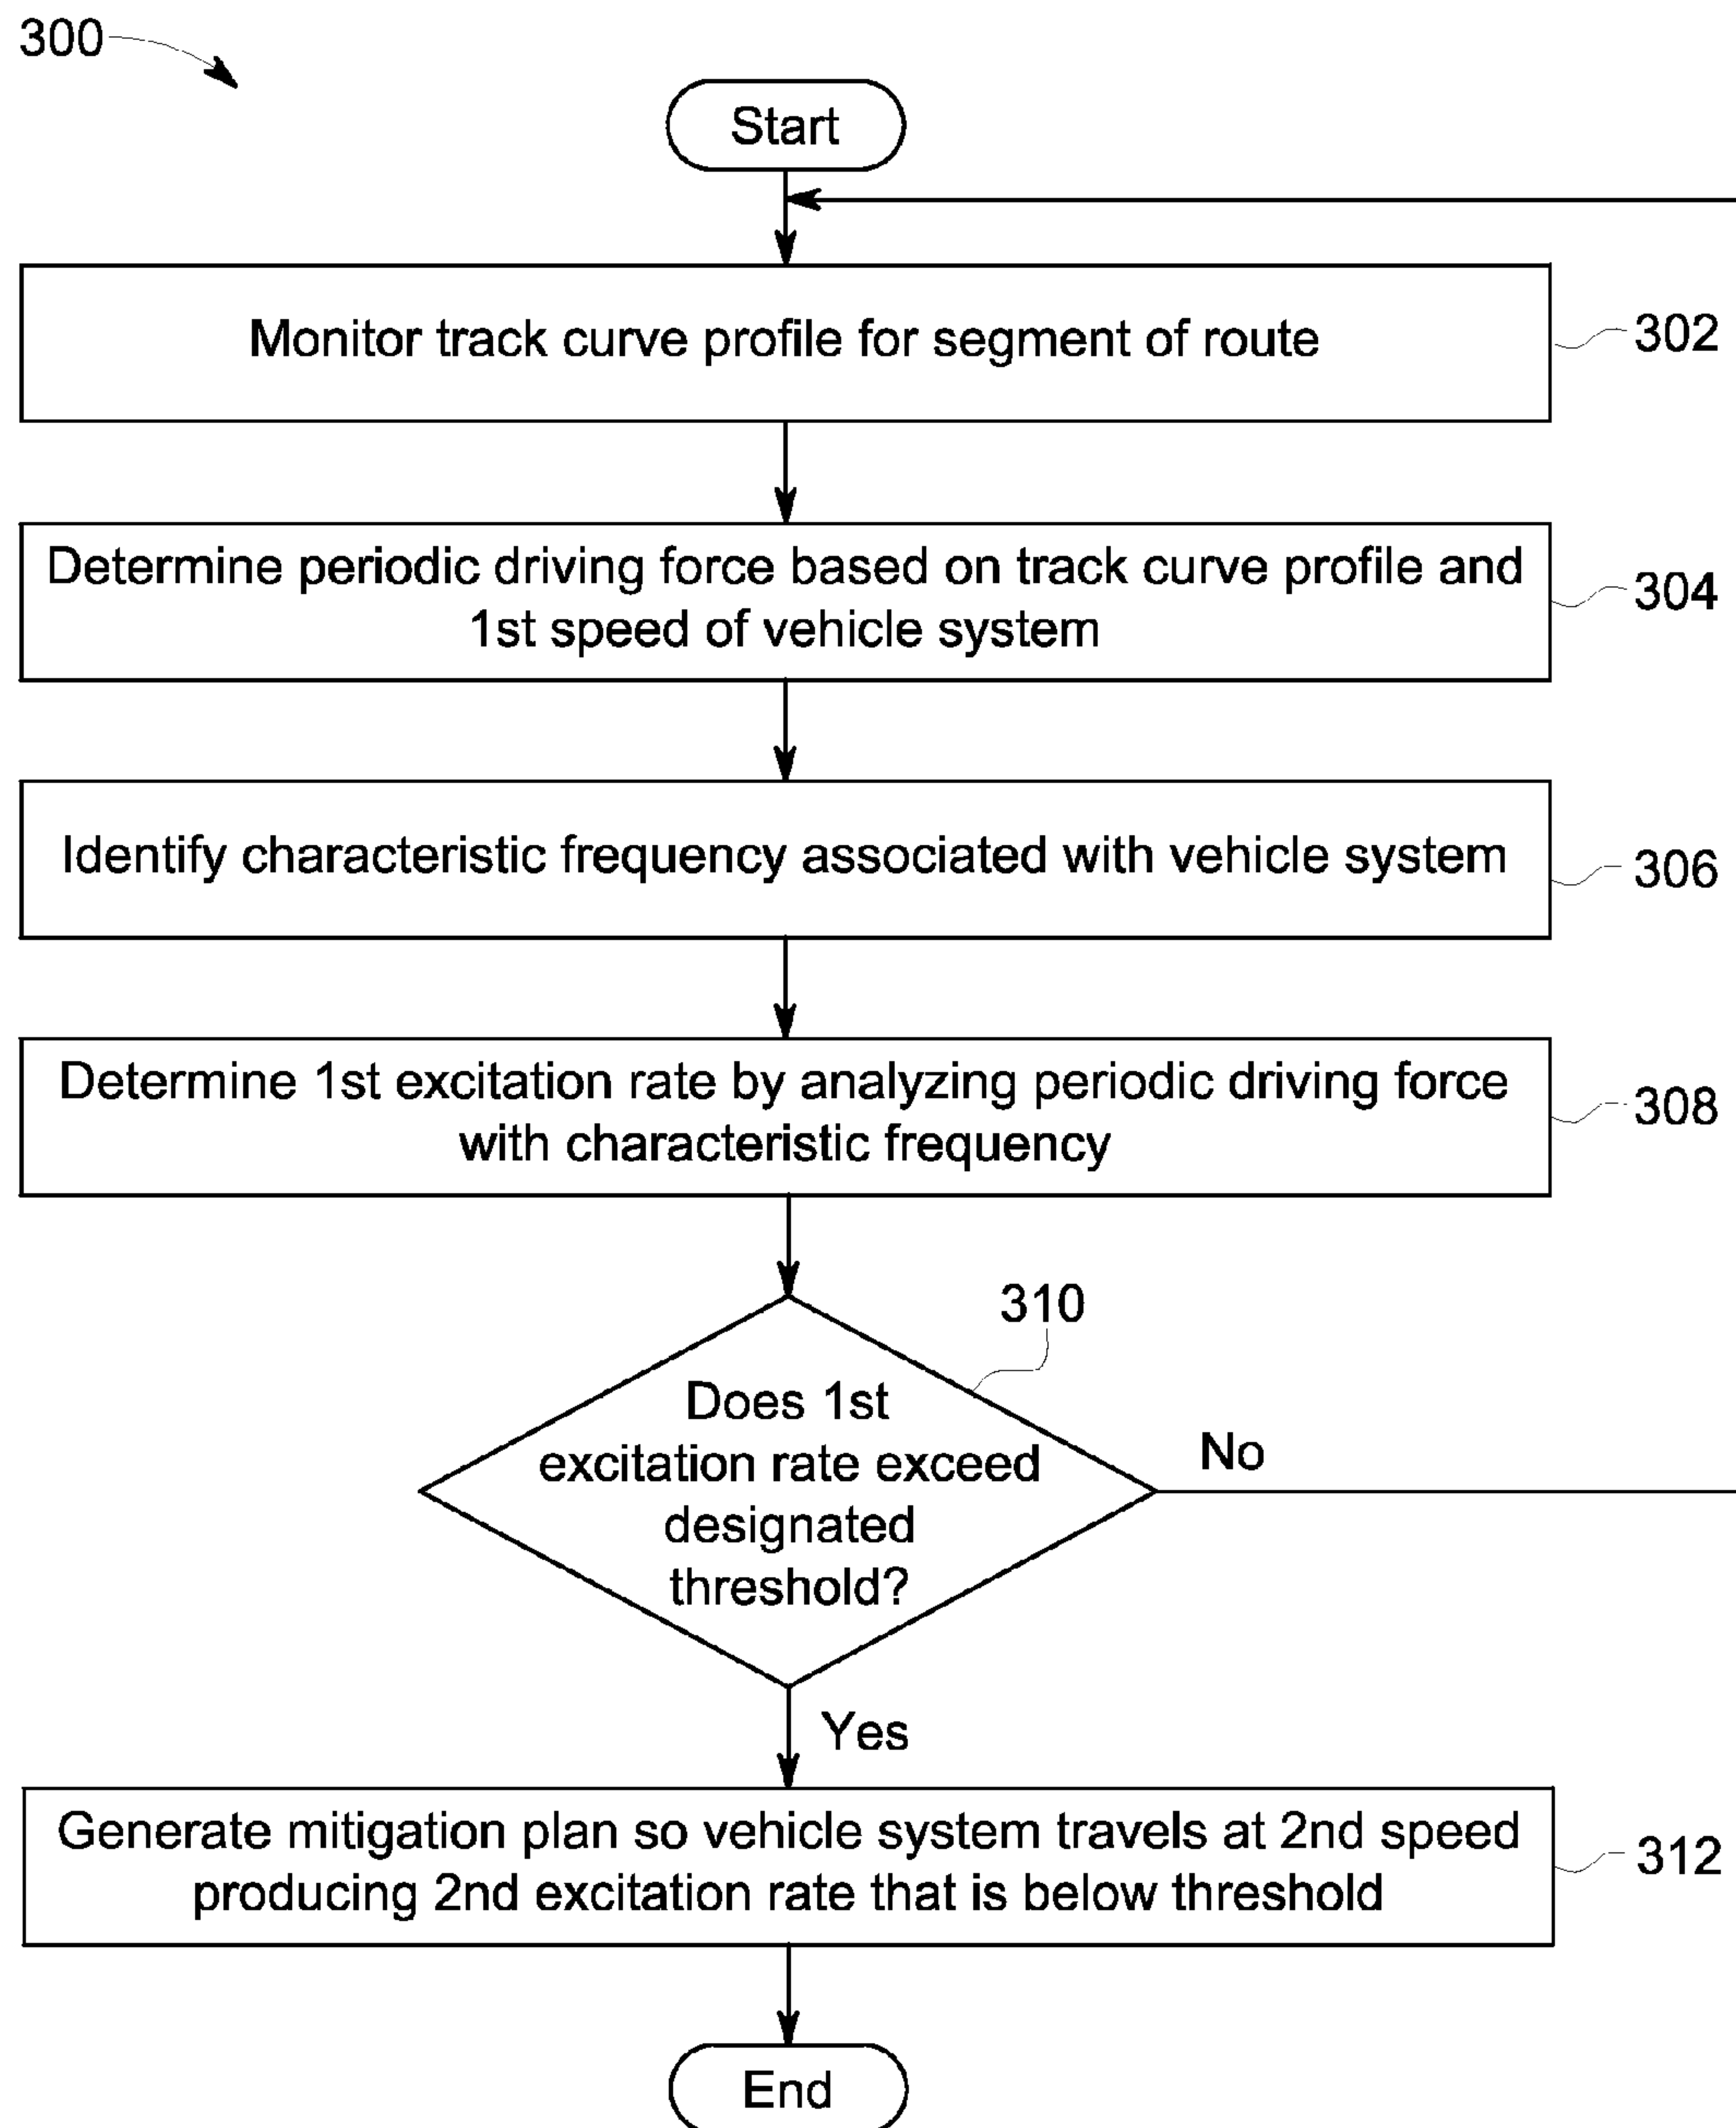 300
Start
Monitor track curve profile for segment of route
302
Determine periodic driving force based on track curve profile and
1st speed of vehicle system
304
Identify characteristic frequency associated with vehicle system
306
Determine 1st excitation rate by analyzing periodic driving force
with characteristic frequency
308
310
Does 1st
excitation rate exceed
designated
threshold?
No
Yes
Generate mitigation plan so vehicle system travels at 2nd speed
producing 2nd excitation rate that is below threshold
312
End